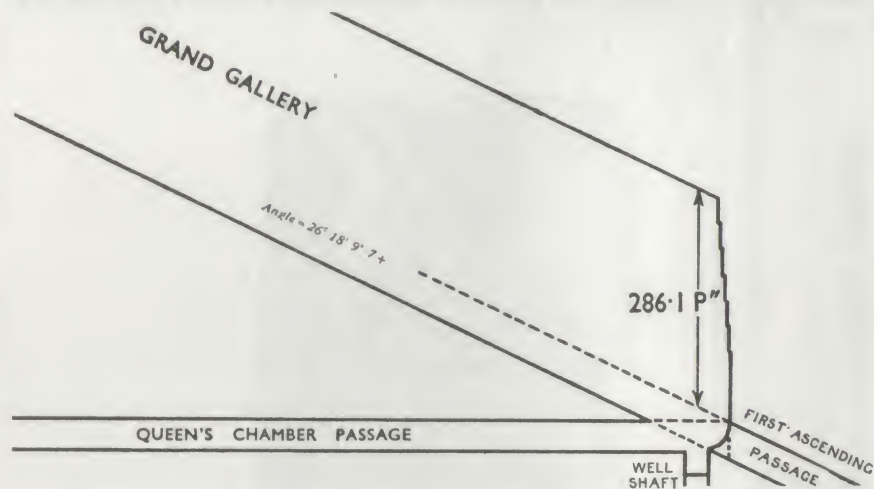 GRAND GALLERY
Angle = 26° 18' 9" 7 +
286·1 P"
FIRST ASCENDING
PASSAGE
QUEEN'S CHAMBER PASSAGE
WELL
SHAFT